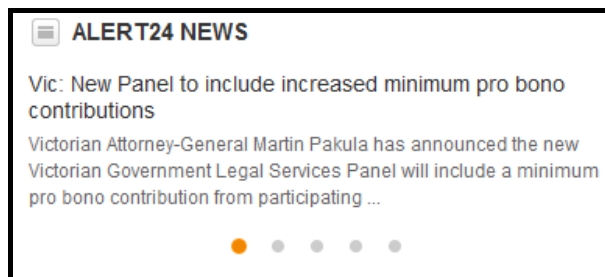 ALERT24 NEWS
Vic: New Panel to include increased minimum pro bono
contributions
Victorian Attorney-General Martin Pakula has announced the new
Victorian Government Legal Services Panel will include a minimum
pro bono contribution from participating ...